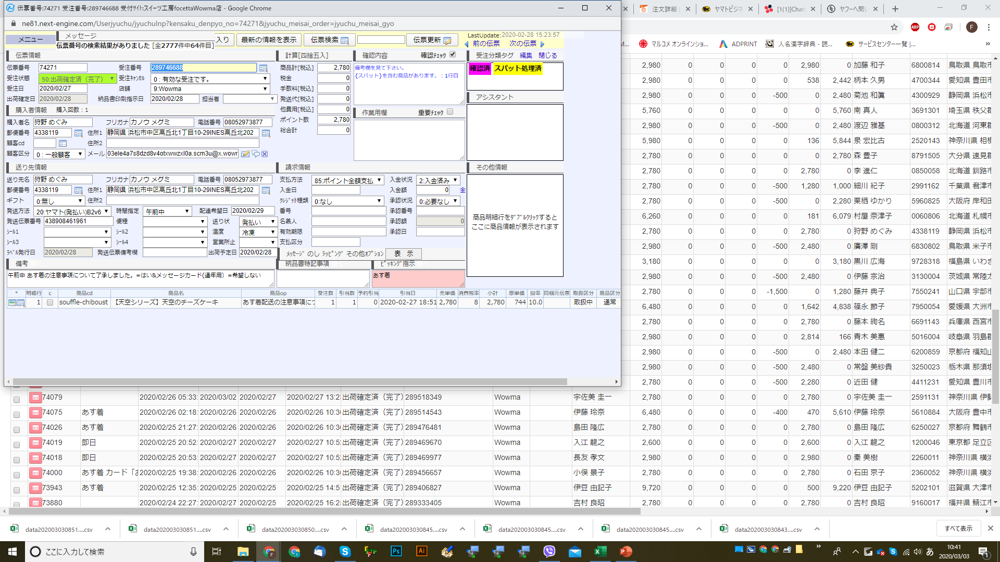 伝票番号:74271 受注番号:289746688 受付サイト:スイーツ工房focettaWowma店 - Google Chrome
ne81.next-engine.com/Userjyuchu/jyuchuInp?kensaku_denpyo_no=74271&jyuchu_meisai_order=jyuchu_meisai_gyo
メニュー メッセージ 入り 最新の情報を表示 伝票検索 伝票更新 LastUpdate:2020-02-28 15:23:57
伝票番号の検索結果がありました [全2777件中64件目] 前の伝票 次の伝票
伝票情報 計算[四捨五入] 確認内容 確認ﾁｪｯｸ 受注分類タグ 編集 閉じる
伝票番号 74271 受注番号 289746688 商品計[税込] 2,780 備考欄を見て下さい。 確認済 スパット処理済
受注状態 50:出荷確定済（完了） 受注ｷｬﾝｾﾙ 0 : 有効な受注です。 税金 0 {スパット}を含む商品があります。 : 1行目
受注日 2020/02/27 店舗 9:Wowma 手数料[税込] 0
出荷確定日 2020/02/28 納品書印刷指示日 2020/02/28 担当者 発送代[税込] 0 アシスタント
購入者情報 購入回数 : 1 他費用[税込] 0 作業用欄 重要ﾁｪｯｸ
購入者名 狩野 めぐみ フリガナ カノウ メグミ 電話番号 08052973877 ポイント数 2,780
郵便番号 4338119 住所1 静岡県 浜松市中区高丘北1丁目10-29INES高丘北202 総合計 0
顧客cd 住所2
顧客区分 0 : 一般顧客 メール 03ele4a7s8dzd8v4otxwwzxl0a.scm3u@x.wowr
送り先情報 請求情報 その他情報
送り先名 狩野 めぐみ フリガナ カノウ メグミ 電話番号 08052973877 支払方法 85:ポイント全額支払 入金状況 2:入金済み
郵便番号 4338119 住所1 静岡県 浜松市中区高丘北1丁目10-29INES高丘北202 入金日 入金額 0 全
ギフト 0:無し 住所2 ｸﾚｼﾞｯﾄ種類 0:なし 承認状況 0:必要なし
発送方法 20:ヤマト(発払い)B2v6 時間指定 午前中 配達希望日 2020/02/29 番号 承認番号
発送伝票番号 438908461961 便種 送り状 発払い 名義人 承認額 0
ｼｰﾙ1 ｼｰﾙ2 温度 冷凍 有効期限 承認日
ｼｰﾙ3 ｼｰﾙ4 営業所止 支払区分
商品明細行をﾀﾞﾌﾞﾙｸﾘｯｸすると
ここに商品情報が表示されます
ﾗﾍﾞﾙ発行日 2020/02/28 発送伝票備考欄 出荷予定日 2020/02/28 ﾒｯｾｰｼﾞ のし ﾗｯﾋﾟﾝｸﾞ その他ｵﾌﾟｼｮﾝ 表 示
備考 納品書特記事項 ﾋﾟｯｷﾝｸﾞ指示
午前中 あす着の注意事項について了承しました。=はい&メッセージカード(通年用）=希望しない あす着
* 明細行 c 商品cd 商品名 商品op 受注数 引当数 予約引当 引当日 売単価 消費税率 小計 原単価 掛率 同梱元伝票 取扱区分 商品区分
1 souffle-chiboust 【天空シリーズ】天空のチーズケーキ あす着配送の注意事項につ 1 1 0 2020-02-27 18:51 2,780 8 2,780 744 10.0 取扱中 通常
注文詳細 ヤマトビジネ [1(1)]Chat ヤフーへ問い
マルコメ オンラインショ... ADPRINT 人名漢字辞典 - 読... サービスセンター一覧 |...
2,980 0 0 0 2,980 0 加藤 和子 6800814 鳥取県 鳥取市
2,980 0 0 0 538 2,442 柄本 久男 4700344 愛知県 豊田市
2,980 0 0 -500 0 2,480 菊池 和眞 4300929 静岡県 浜松市
5,760 0 0 0 0 5,760 南 真人 3691301 埼玉県 秩父郡
2,980 0 0 -500 0 2,480 渡辺 雅基 0800312 北海道 河東郡
5,980 0 0 0 136 5,844 泉 宏比古 2520143 神奈川県 相模
2,780 0 0 0 0 2,780 森 豊子 8791505 大分県 速見郡
2,780 0 0 0 2,780 0 李 進仁 0850058 北海道 釧路市
2,780 0 0 -500 1,280 1,000 細川 紀子 2991162 千葉県 君津市
2,780 0 0 -500 0 2,280 栗栖 ゆかり 5960825 大阪府 岸和田
6,260 0 0 0 181 6,079 村屋 奈津子 0060806 北海道 札幌市
2,780 0 0 0 2,780 0 狩野 めぐみ 4338119 静岡県 浜松市
2,980 0 0 -500 2,480 0 廣澤 剛 6830802 鳥取県 米子市
3,180 0 0 0 0 3,180 黒川 広海 9728318 福島県 いわき
2,980 0 0 -500 2,480 0 伊藤 宗治 3130004 茨城県 常陸太
2,780 0 0 -1,500 0 1,280 藤井 典子 7550241 山口県 宇部市
6,480 0 0 0 1,642 4,838 篠永 節子 7950054 愛媛県 大洲市
2,780 0 0 0 2,780 0 藤本 絢名 6691143 兵庫県 西宮市
2,980 0 0 0 2,814 166 青木 美惠 5016004 岐阜県 羽島郡
2,980 0 0 -500 0 2,480 本田 健二 6200859 京都府 福知山
2,980 0 0 -500 2,480 0 常盤 美紗貴 3250023 栃木県 那須塩
2,780 0 0 -500 2,280 0 近田 健 4411231 愛知県 豊川市
74079 2020/02/26 05:33: 2020/03/02 2020/02/27 2020/02/27 13:2 出荷確定済（完了） 289518349 Wowma 宇佐美 圭一 2,780 0 0 0 2,780 0 宇佐美 圭一 2591131 神奈川県 伊勢
74075 あす着 2020/02/26 02:18: 2020/02/26 2020/02/26 2020/02/26 10:3 出荷確定済（完了） 289514543 Wowma 伊藤 玲奈 6,480 0 0 -400 470 5,610 伊藤 玲奈 5610884 大阪府 豊中市
74026 あす着 2020/02/25 21:27: 2020/02/26 2020/02/26 2020/02/26 10:3 出荷確定済（完了） 289476481 Wowma 島田 隆広 2,780 0 0 0 2,780 0 島田 隆広 6250027 京都府 舞鶴市
74019 即日 2020/02/25 20:52: 2020/02/27 2020/02/27 2020/02/27 10:5 出荷確定済（完了） 289469670 Wowma 入江 龍之 2,600 0 0 0 2,600 0 入江 龍之 1200046 東京都 足立区
74018 即日 2020/02/25 20:53: 2020/02/27 2020/02/27 2020/02/27 10:5 出荷確定済（完了） 289469977 Wowma 長友 孝文 2,980 0 0 0 2,980 0 秦 美樹 2260011 神奈川県 横浜
74000 あす着 カード「お 2020/02/25 19:38: 2020/02/26 2020/02/26 2020/02/26 10:3 出荷確定済（完了） 289456657 Wowma 小俣 景子 2,780 0 0 0 2,780 0 石田 京子 2360052 神奈川県 横浜
73943 あす着 2020/02/25 12:35: 2020/02/25 2020/02/25 2020/02/25 14:5 出荷確定済（完了） 289406827 Wowma 伊豆 由記子 9,720 0 0 0 500 9,220 伊豆 由記子 5202101 滋賀県 大津市
73880 2020/02/24 22:27: 2020/02/27 2020/02/25 2020/02/25 16:2 出荷確定済（完了） 289333405 Wowma 吉村 良昭 2,780 0 0 0 2,780 0 吉村 良昭 9160017 福井県 鯖江市
data202003030851....csv data202003030851....csv data202003030850....csv data202003030845....csv data202003030845....csv data202003030845....csv data202003030843....csv すべて表示
ここに入力して検索 あ 10:41
2020/03/03